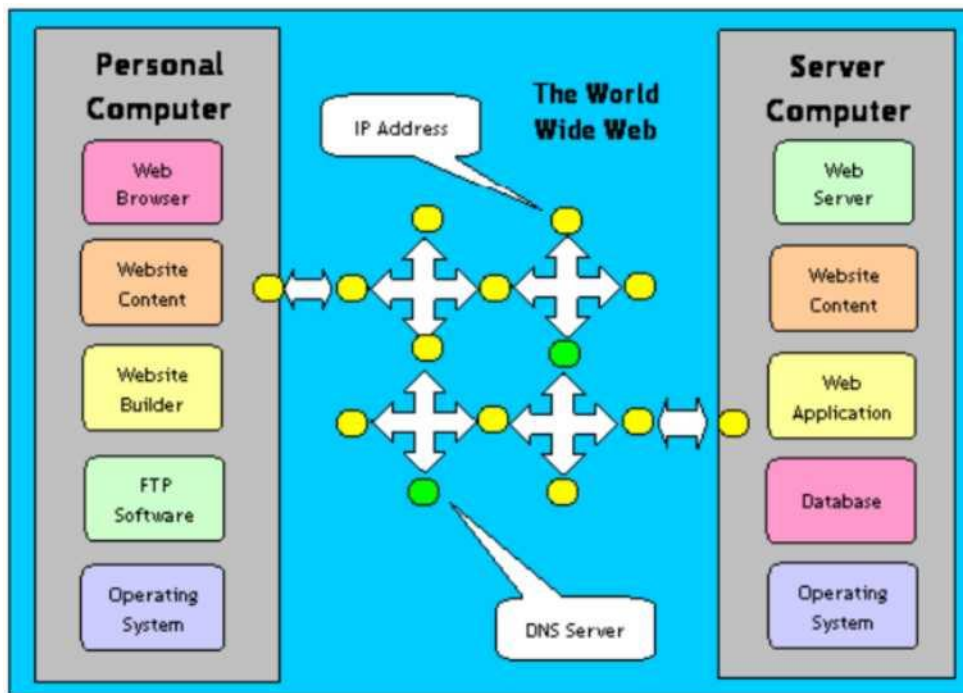 Personal
Computer
Web
Browser
Website
Content
Website
Builder
FTP
Software
Operating
System
IP Address
The World
Wide Web
DNS Server
Server
Computer
Web
Server
Website
Content
Web
Application
Database
Operating
System